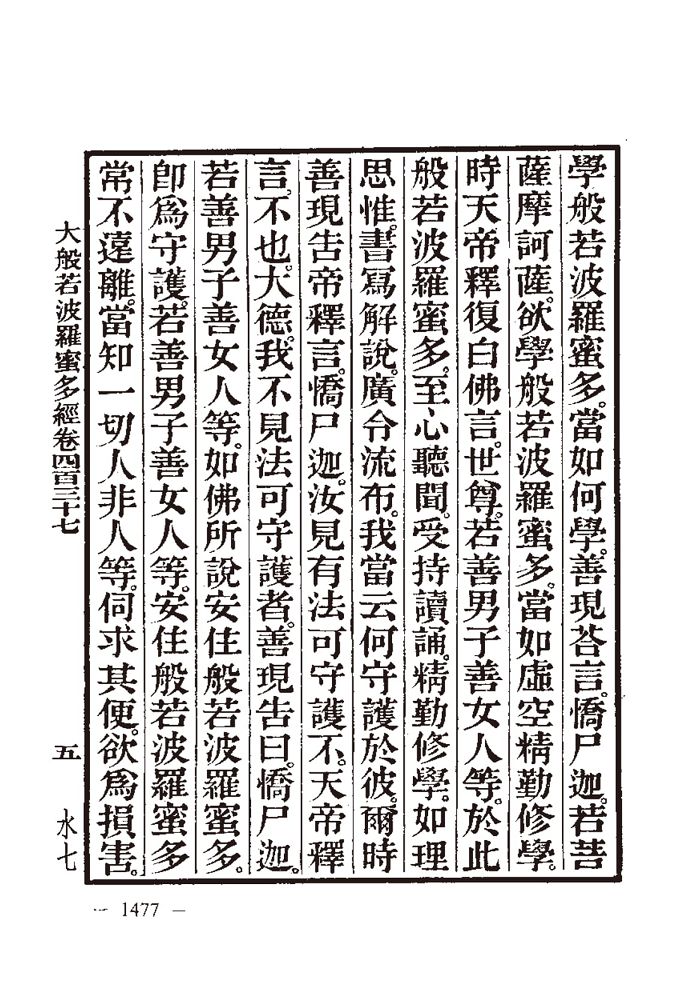 學般若波羅蜜多。當如何學。善現荅言。憍尸迦。若菩
薩摩訶薩。欲學般若波羅蜜多。當如虛空精勤修學。
時天帝釋復白佛言。世尊。若善男子善女人等。於此
般若波羅蜜多。至心聽聞。受持讀誦。精勤修學。如理
思惟。書寫解說。廣令流布。我當云何守護於彼。爾時
善現吿帝釋言。憍尸迦。汝見有法可守護不。天帝釋
言。不也。大德。我不見法可守護者。善現吿曰。憍尸迦。
若善男子善女人等。如佛所說安住般若波羅蜜多。
卽爲守護。若善男子善女人等。安住般若波羅蜜多
常不遠離。當知一切人非人等。伺求其便。欲爲損害。
大般若波羅蜜多經卷四百三十七 五 水七
— 1477 —